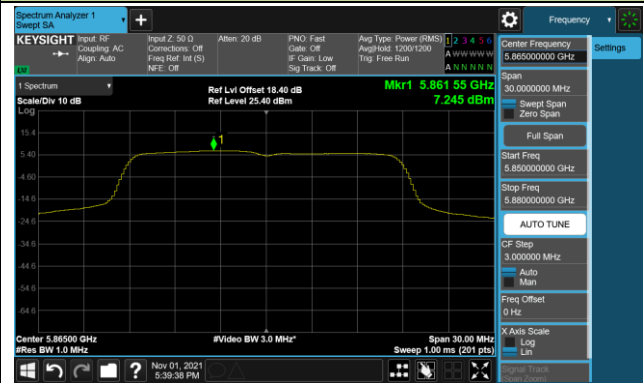 Spectrum Analyzer 1
Swept SA
Frequency
KEYSIGHT
Input: RF
Coupling: AC
Align: Auto
Input Z: 50 Ω
Corrections: Off
Freq Ref: Int (S)
NFE: Off
Atten: 20 dB
PNO: Fast
Gate: Off
IF Gain: Low
Sig Track: Off
Avg Type: Power (RMS)
Avg|Hold: 1200/1200
Trig: Free Run
1 2 3 4 5 6
A W W W W W
A N N N N N
1 Spectrum
Scale/Div 10 dB
Log
Ref Lvl Offset 18.40 dB
Ref Level 25.40 dBm
Mkr1 5.861 55 GHz
7.245 dBm
15.4
5.40
-4.60
-14.6
-24.6
-34.6
-44.6
-54.6
-64.6
1
Center 5.86500 GHz
#Res BW 1.0 MHz
#Video BW 3.0 MHz*
Span 30.00 MHz
Sweep 1.00 ms (201 pts)
Center Frequency
5.865000000 GHz
Settings
Span
30.0000000 MHz
Swept Span
Zero Span
Full Span
Start Freq
5.850000000 GHz
Stop Freq
5.880000000 GHz
AUTO TUNE
CF Step
3.000000 MHz
Auto
Man
Freq Offset
0 Hz
X Axis Scale
Log
Lin
Signal Track
(Span Zoom)
Nov 01, 2021
5:39:38 PM